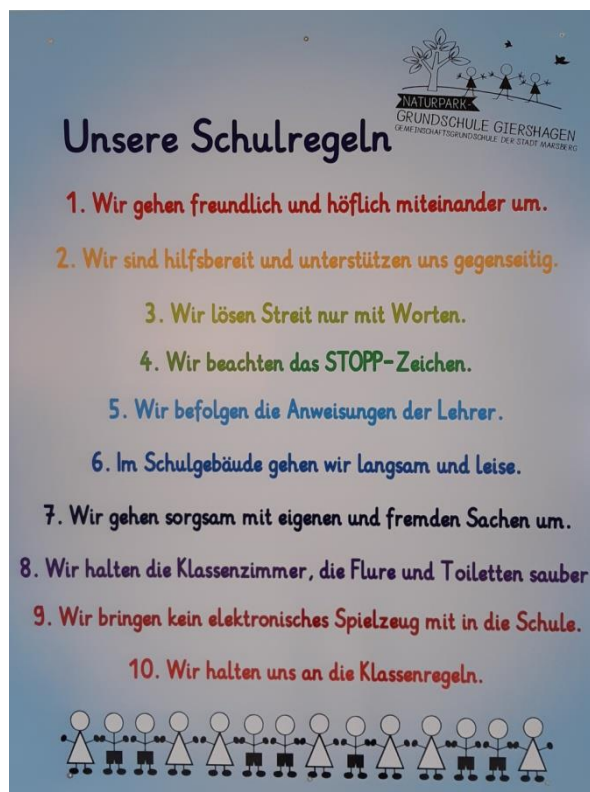 NATURPARK-
GRUNDSCHULE GIERSHAGEN
GEMEINSCHAFTSGRUNDSCHULE DER STADT MARSBERG
Unsere Schulregeln
1. Wir gehen freundlich und höflich miteinander um.
2. Wir sind hilfsbereit und unterstützen uns gegenseitig.
3. Wir lösen Streit nur mit Worten.
4. Wir beachten das STOPP-Zeichen.
5. Wir befolgen die Anweisungen der Lehrer.
6. Im Schulgebäude gehen wir langsam und leise.
7. Wir gehen sorgsam mit eigenen und fremden Sachen um.
8. Wir halten die Klassenzimmer, die Flure und Toiletten sauber
9. Wir bringen kein elektronisches Spielzeug mit in die Schule.
10. Wir halten uns an die Klassenregeln.